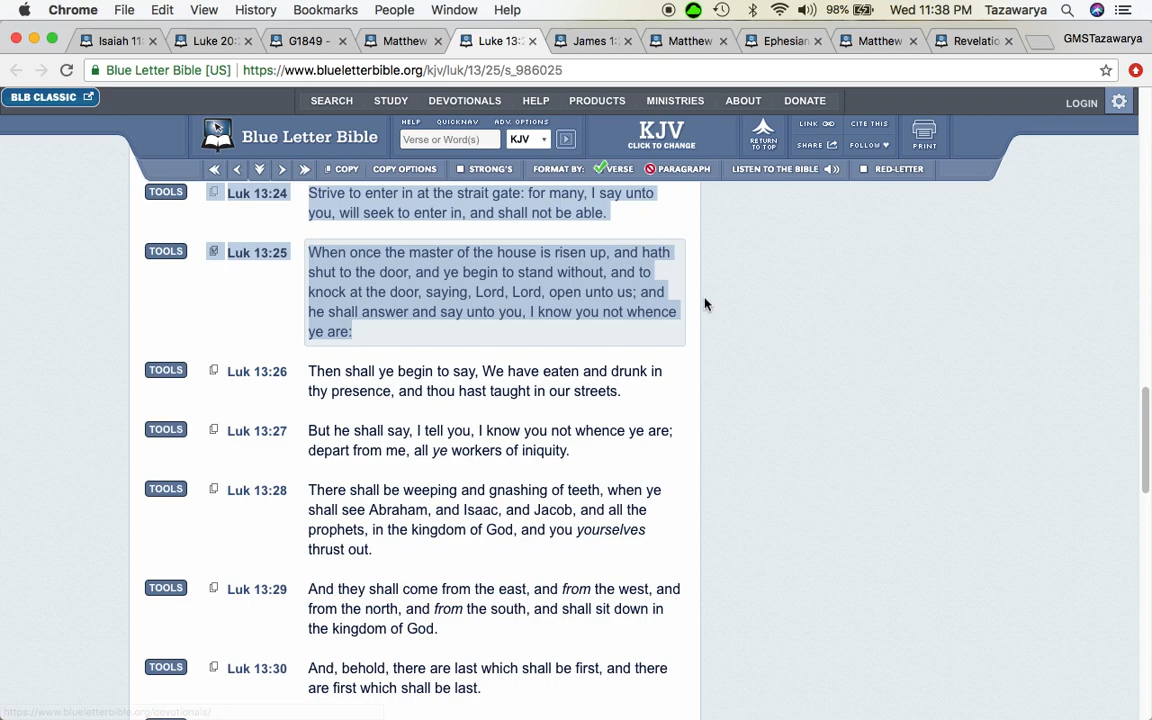 Chrome File Edit View History Bookmarks People Window Help 98% Wed 11:38 PM Tazawarya
Isaiah 11: Luke 20: G1849 - Matthew Luke 13:2 James 1: Matthew Ephesian Matthew Revelatio GMSTazawarya
Blue Letter Bible [US] https://www.blueletterbible.org/kjv/luk/13/25/s_986025
BLB CLASSIC SEARCH STUDY DEVOTIONALS HELP PRODUCTS MINISTRIES ABOUT DONATE LOGIN
Blue Letter Bible
HELP QUICKNAV ADV. OPTIONS
Verse or Word(s) KJV
KJV
CLICK TO CHANGE
RETURN
TO TOP
LINK CITE THIS
SHARE FOLLOW
PRINT
COPY COPY OPTIONS STRONG'S FORMAT BY: VERSE PARAGRAPH LISTEN TO THE BIBLE RED-LETTER
TOOLS Luk 13:24 Strive to enter in at the strait gate: for many, I say unto
you, will seek to enter in, and shall not be able.
TOOLS Luk 13:25 When once the master of the house is risen up, and hath
shut to the door, and ye begin to stand without, and to
knock at the door, saying, Lord, Lord, open unto us; and
he shall answer and say unto you, I know you not whence
ye are:
TOOLS Luk 13:26 Then shall ye begin to say, We have eaten and drunk in
thy presence, and thou hast taught in our streets.
TOOLS Luk 13:27 But he shall say, I tell you, I know you not whence ye are;
depart from me, all ye workers of iniquity.
TOOLS Luk 13:28 There shall be weeping and gnashing of teeth, when ye
shall see Abraham, and Isaac, and Jacob, and all the
prophets, in the kingdom of God, and you yourselves
thrust out.
TOOLS Luk 13:29 And they shall come from the east, and from the west, and
from the north, and from the south, and shall sit down in
the kingdom of God.
TOOLS Luk 13:30 And, behold, there are last which shall be first, and there
are first which shall be last.
https://www.blueletterbible.org/devotionals/